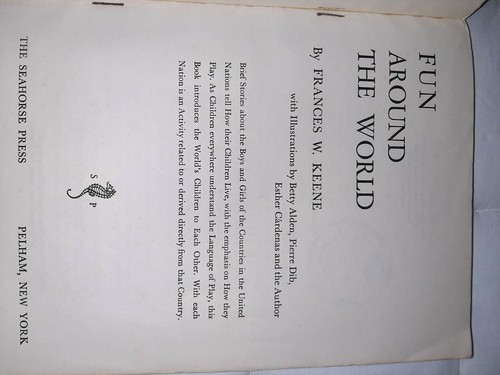 FUN
AROUND
THE WORLD
By FRANCES W. KEENE
with Illustrations by Betty Alden, Pierre Dib,
Esther Cárdenas and the Author
Brief Stories about the Boys and Girls of the Countries in the United
Nations tell How their Children Live, with the emphasis on How they
Play. As Children everywhere understand the Language of Play, this
Book introduces the World's Children to Each Other. With each
Nation is an Activity related to or derived directly from that Country.
S P
THE SEAHORSE PRESS PELHAM, NEW YORK